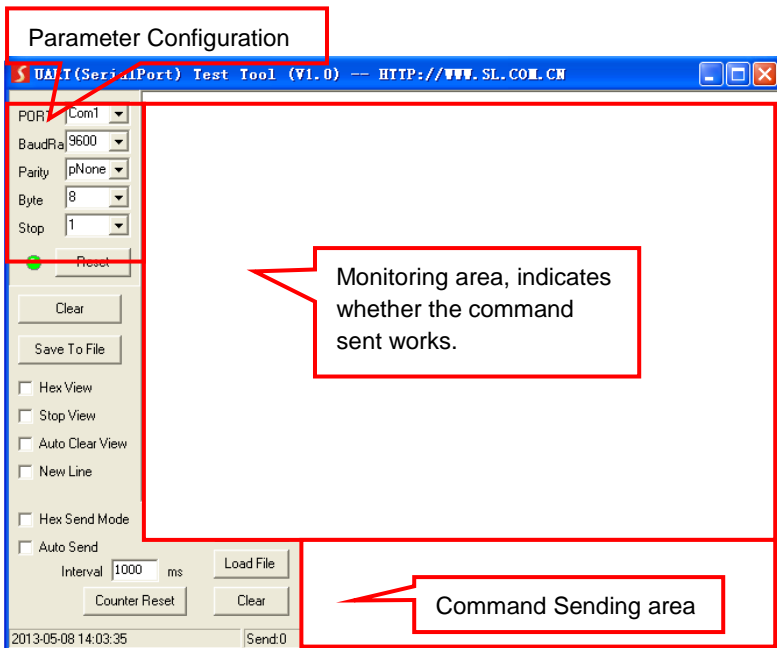 Parameter Configuration
UART(SerialPort) Test Tool (V1.0) -- HTTP://WWW.SL.COM.CN
PORT Com1
BaudRa 9600
Parity pNone
Byte 8
Stop 1
Reset
Clear
Save To File
Hex View
Stop View
Auto Clear View
New Line
Hex Send Mode
Auto Send
Interval 1000 ms
Load File
Counter Reset
Clear
2013-05-08 14:03:35
Send:0
Monitoring area, indicates
whether the command
sent works.
Command Sending area